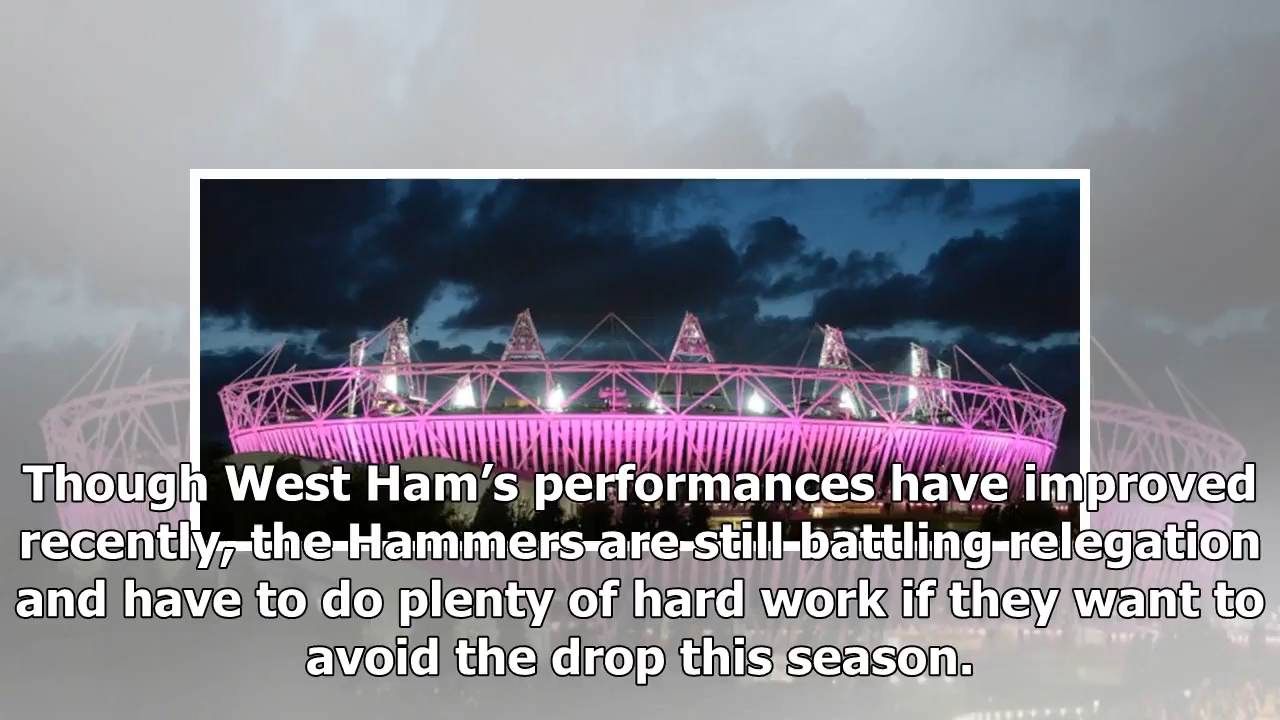 Though West Ham’s performances have improved
recently, the Hammers are still battling relegation
and have to do plenty of hard work if they want to
avoid the drop this season.